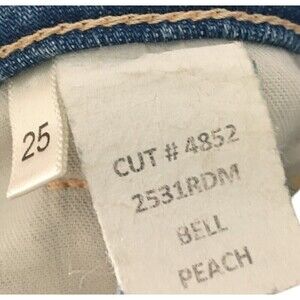 25
CUT # 4852
2531RDM
BELL
PEACH